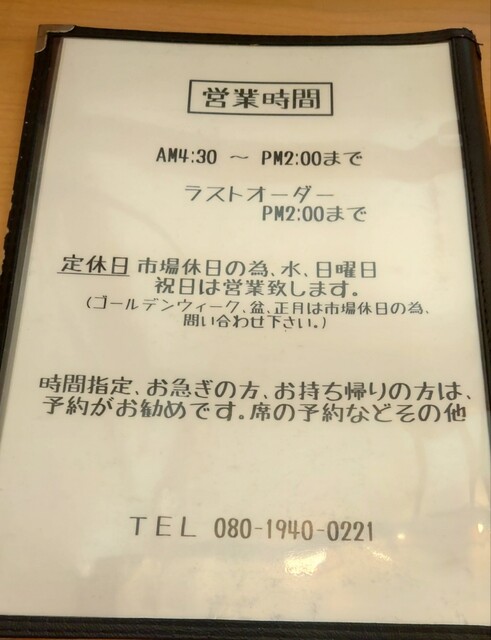 営業時間
AM4:30 ～ PM2:00まで
ラストオーダー
PM2:00まで
定休日 市場休日の為、水、日曜日
祝日は営業致します。
(ゴールデンウィーク、盆、正月は市場休日の為、
問い合わせ下さい。)
時間指定、お急ぎの方、お持ち帰りの方は、
予約がお勧めです。席の予約などその他
TEL 080-1940-0221